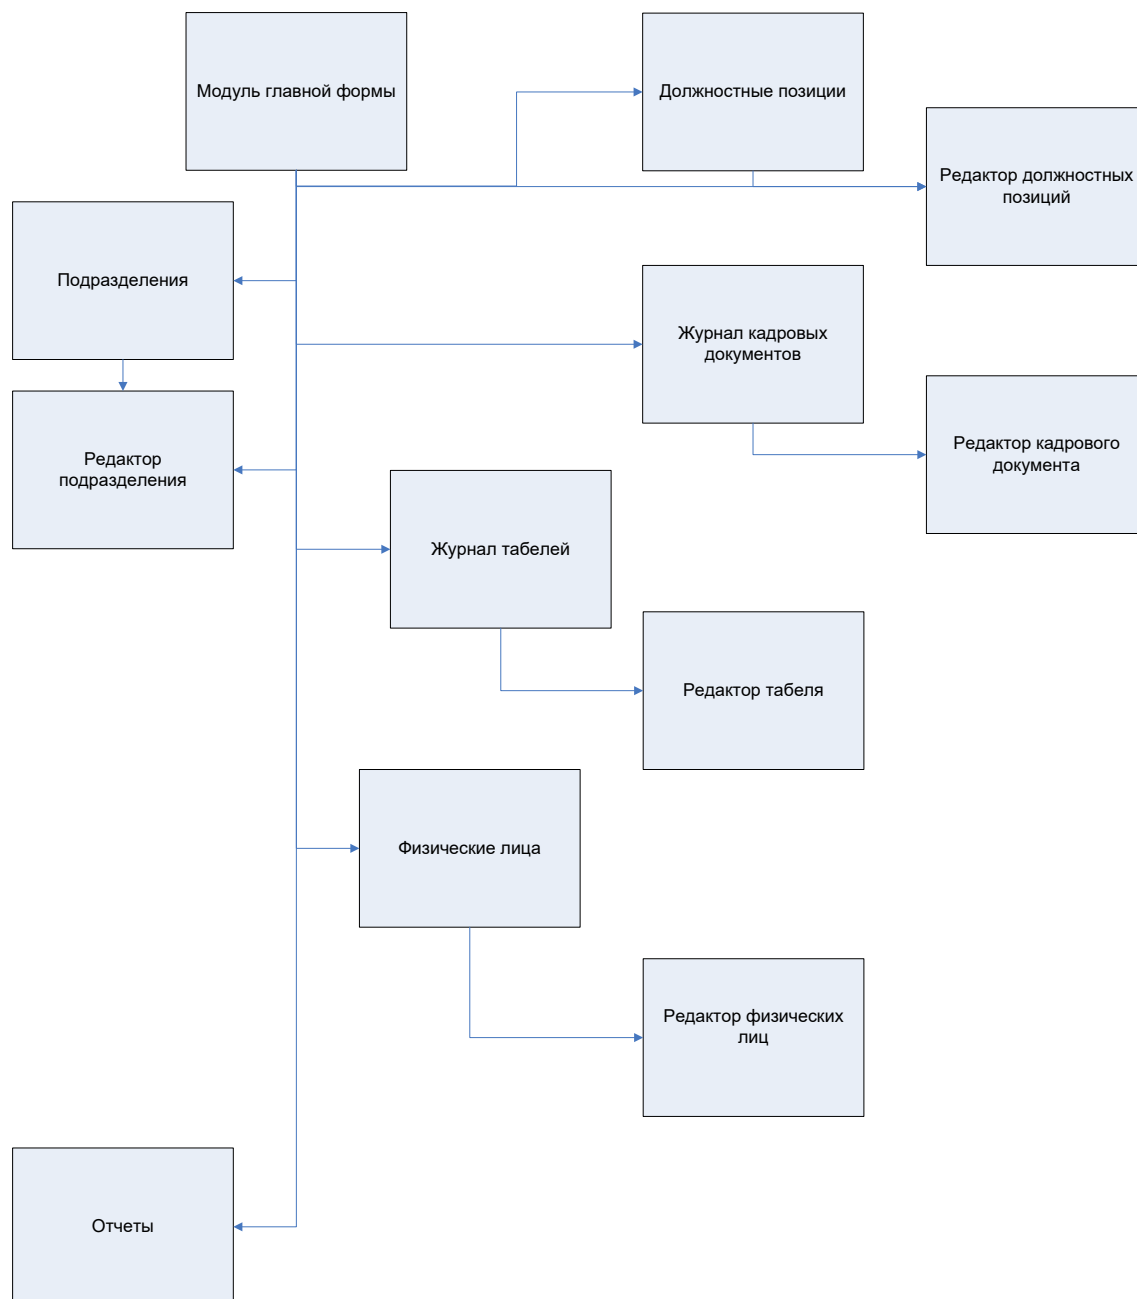 Модуль главной формы
Должностные позиции
Редактор должностных
позиций
Подразделения
Журнал кадровых
документов
Редактор кадрового
документа
Редактор
подразделения
Журнал табелей
Редактор табеля
Физические лица
Редактор физических
лиц
Отчеты